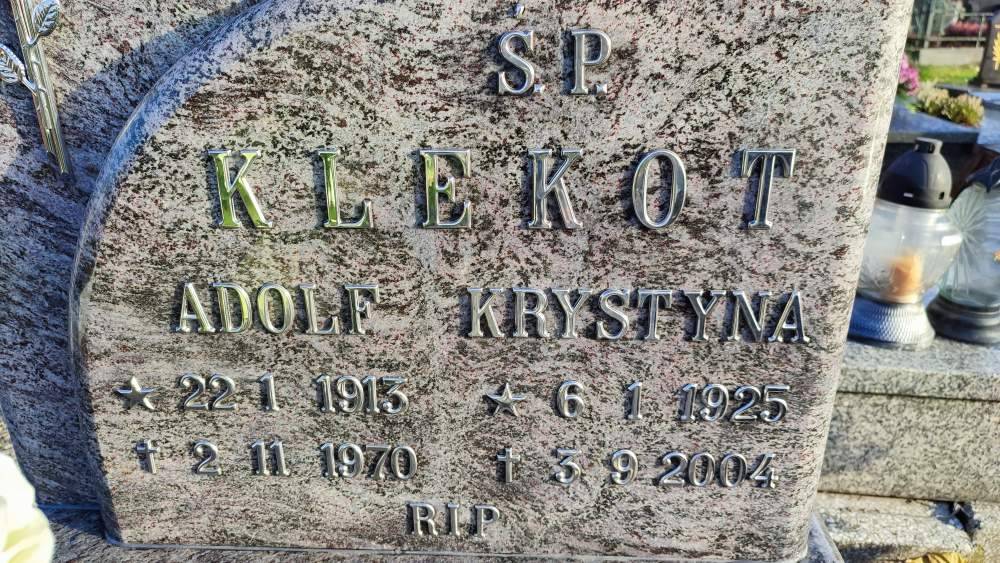 Ś.P.
KLEKOT
ADOLF KRYSTYNA
★ 22 1 1913 ★ 6 1 1925
† 2 11 1970 † 3 9 2004
RIP